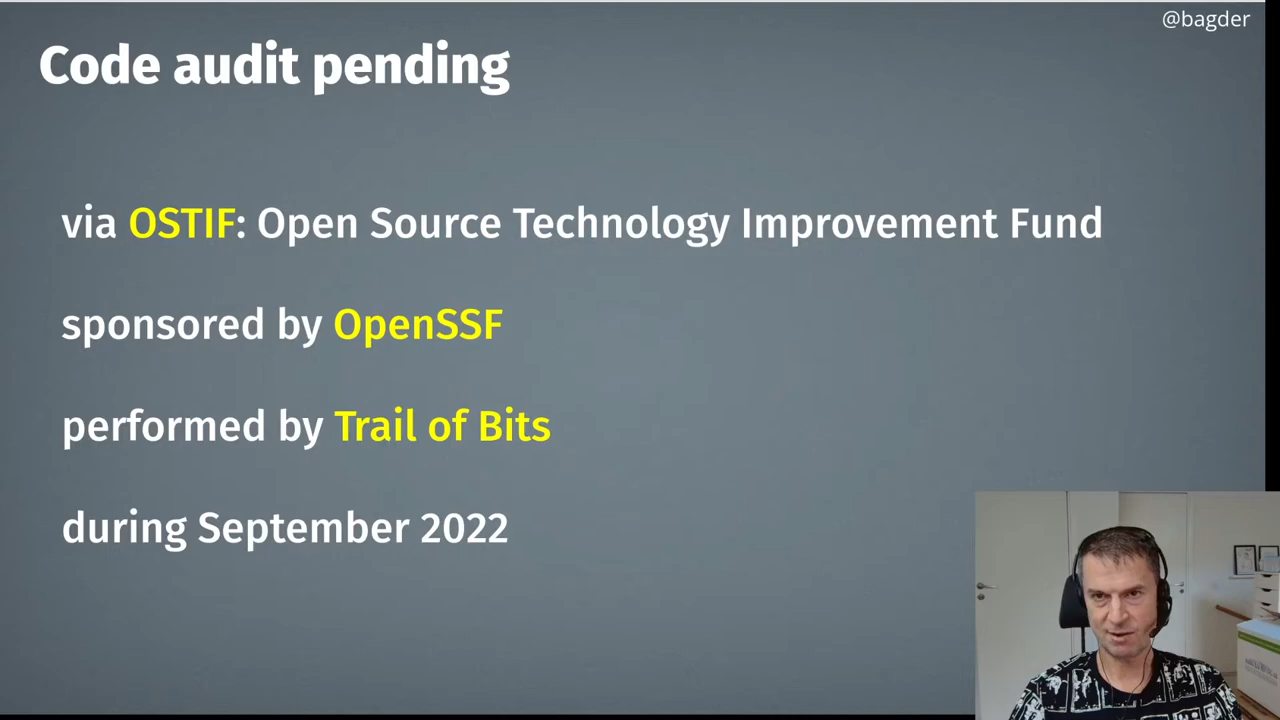 @bagder
Code audit pending
via OSTIF: Open Source Technology Improvement Fund
sponsored by OpenSSF
performed by Trail of Bits
during September 2022